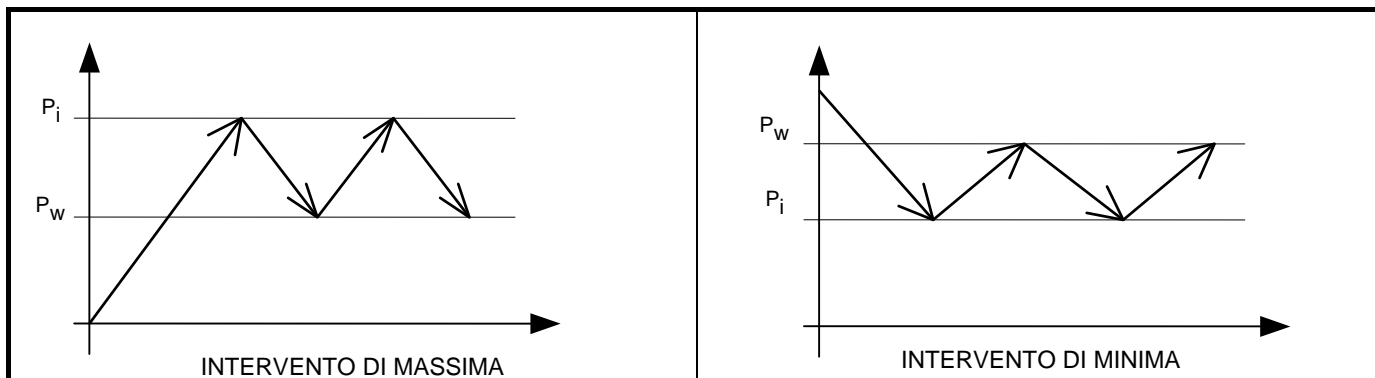 Pi
Pw
INTERVENTO DI MASSIMA
Pw
Pi
INTERVENTO DI MINIMA